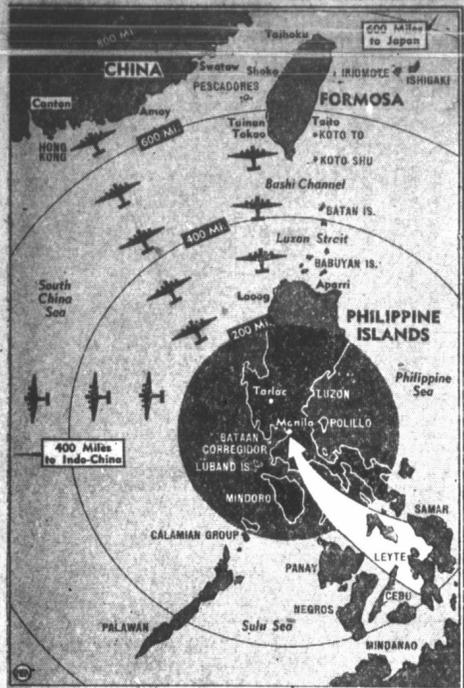 800 MI.
Taihoku
600 Miles
to Japan
CHINA
Swatow
Shoko
IRIOMOTE
ISHIGAKI
PESCADORES
FORMOSA
Canton
Amoy
Tainan
Taito
HONG
KONG
600 MI.
Takao
KOTO TO
KOTO SHU
Bashi Channel
BATAN IS.
400 MI.
Luzon Strait
BABUYAN IS.
South
China
Sea
Laoag
Aparri
200 MI.
PHILIPPINE
ISLANDS
Philippine
Sea
Tarlac
LUZON
Manila
POLILLO
400 Miles
to Indo-China
BATAAN
CORREGIDOR
LUBANG IS.
MINDORO
SAMAR
CALAMIAN GROUP
LEYTE
PANAY
CEBU
NEGROS
PALAWAN
Sulu Sea
MINDANAO